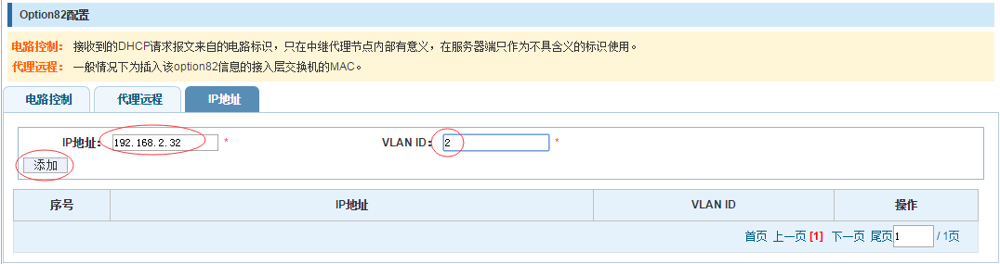 Option82配置
电路控制： 接收到的DHCP请求报文来自的电路标识，只在中继代理节点内部有意义，在服务器端只作为不具含义的标识使用。
代理远程： 一般情况下为插入该option82信息的接入层交换机的MAC。
电路控制 代理远程 IP地址
IP地址: 192.168.2.32 * VLAN ID: 2 *
添加
序号 IP地址 VLAN ID 操作
首页 上一页 [1] 下一页 尾页 1 / 1页